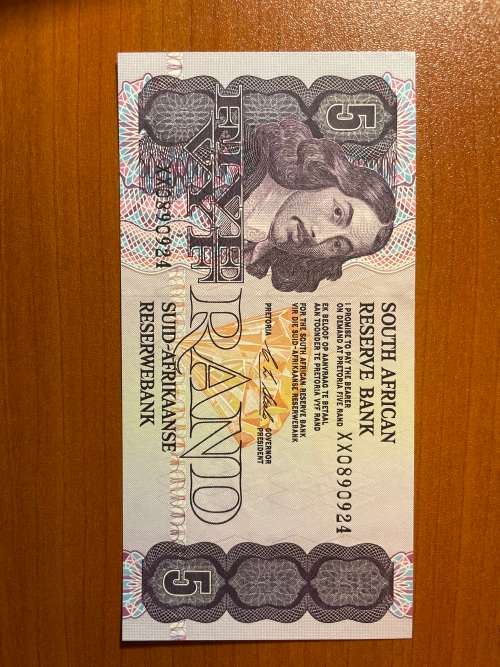 5
SOUTH AFRICAN
RESERVE BANK
I PROMISE TO PAY THE BEARER
ON DEMAND AT PRETORIA FIVE RAND
XX0890924
EK BELOOF OP AANVRAAG TE BETAAL
AAN TOONDER TE PRETORIA VYF RAND
FOR THE SOUTH AFRICAN RESERVE BANK
VIR DIE SUID-AFRIKAANSE RESERWEBANK
PRETORIA
GOVERNOR
PRESIDENT
FIVE
VYF
RAND
XX0890924
SUID-AFRIKAANSE
RESERWEBANK
5